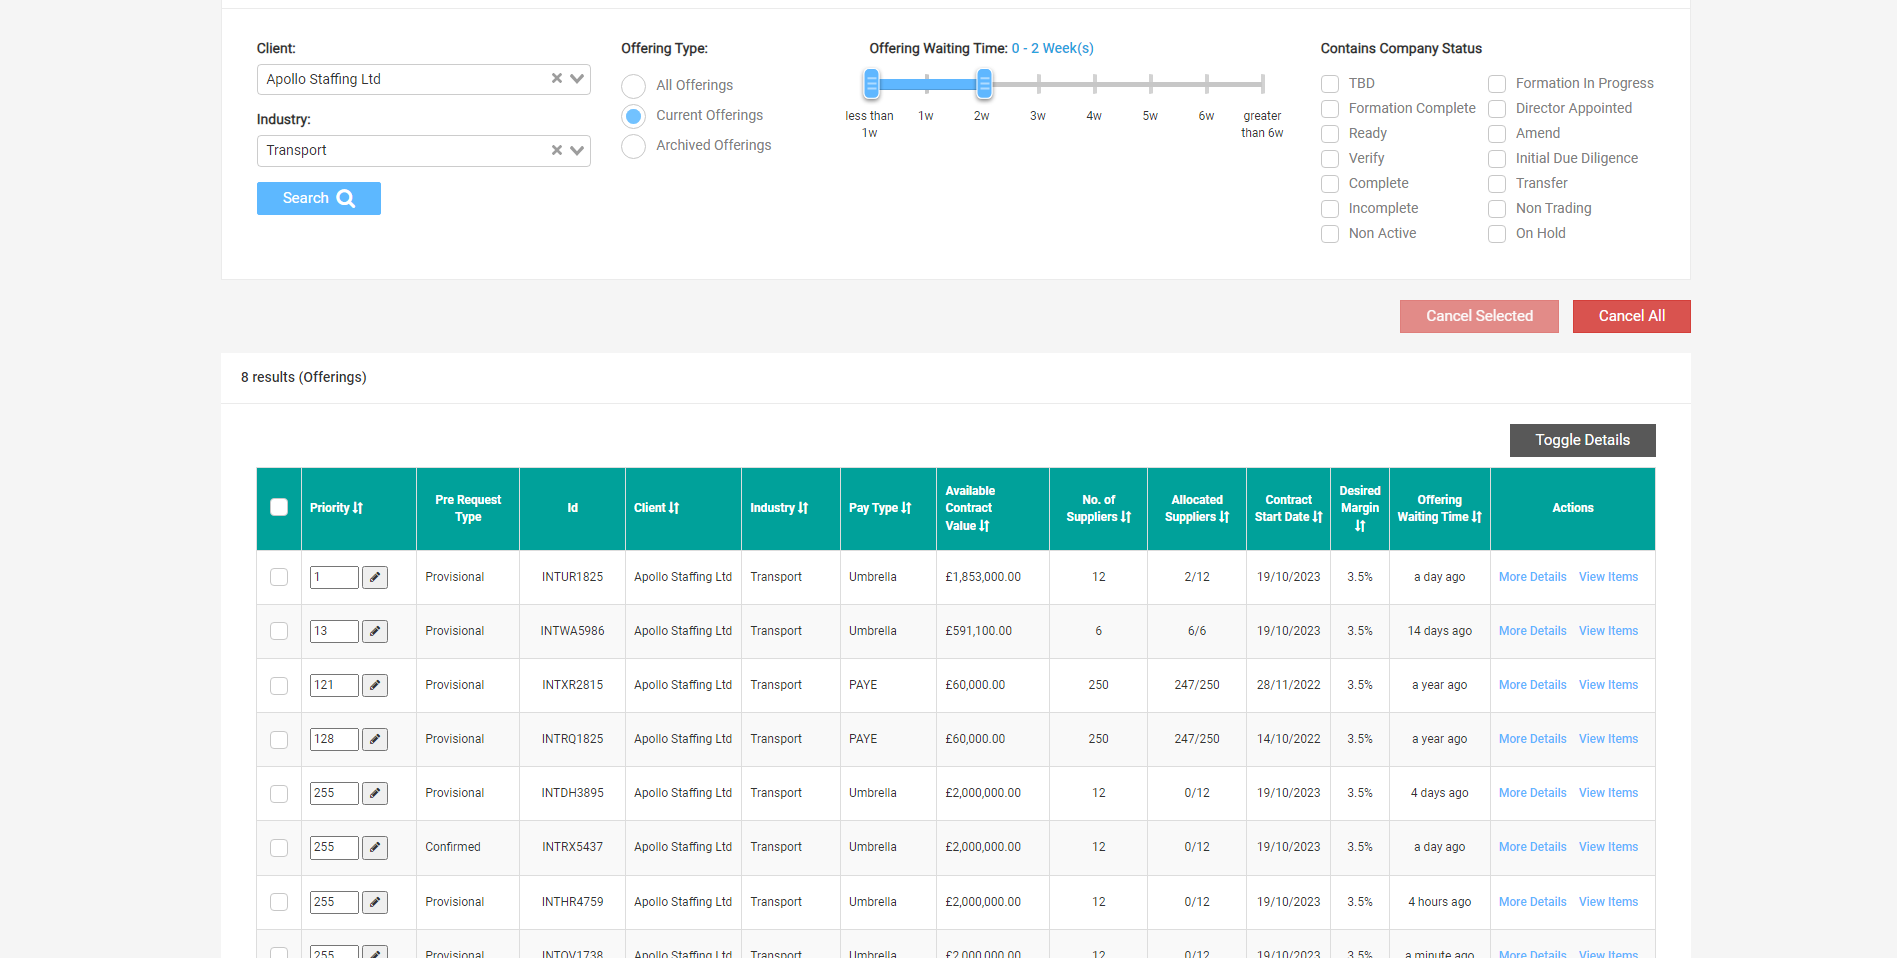 Client:
Apollo Staffing Ltd
Industry:
Transport
Search
Offering Type:
All Offerings
Current Offerings
Archived Offerings
Offering Waiting Time: 0 - 2 Week(s)
less than 1w 1w 2w 3w 4w 5w 6w greater than 6w
Contains Company Status
TBD Formation In Progress
Formation Complete Director Appointed
Ready Amend
Verify Initial Due Diligence
Complete Transfer
Incomplete Non Trading
Non Active On Hold
Cancel Selected Cancel All
8 results (Offerings)
Toggle Details
Priority Pre Request Type Id Client Industry Pay Type Available Contract Value No. of Suppliers Allocated Suppliers Contract Start Date Desired Margin Offering Waiting Time Actions
1 Provisional INTUR1825 Apollo Staffing Ltd Transport Umbrella £1,853,000.00 12 2/12 19/10/2023 3.5% a day ago More Details View Items
13 Provisional INTWA5986 Apollo Staffing Ltd Transport Umbrella £591,100.00 6 6/6 19/10/2023 3.5% 14 days ago More Details View Items
121 Provisional INTXR2815 Apollo Staffing Ltd Transport PAYE £60,000.00 250 247/250 28/11/2022 3.5% a year ago More Details View Items
128 Provisional INTRQ1825 Apollo Staffing Ltd Transport PAYE £60,000.00 250 247/250 14/10/2022 3.5% a year ago More Details View Items
255 Provisional INTDH3895 Apollo Staffing Ltd Transport Umbrella £2,000,000.00 12 0/12 19/10/2023 3.5% 4 days ago More Details View Items
255 Confirmed INTRX5437 Apollo Staffing Ltd Transport Umbrella £2,000,000.00 12 0/12 19/10/2023 3.5% a day ago More Details View Items
255 Provisional INTHR4759 Apollo Staffing Ltd Transport Umbrella £2,000,000.00 12 0/12 19/10/2023 3.5% 4 hours ago More Details View Items
255 Provisional Apollo Staffing Ltd Transport Umbrella £2,000,000.00 12 0/12 19/10/2023 3.5% a minute ago More Details View Items